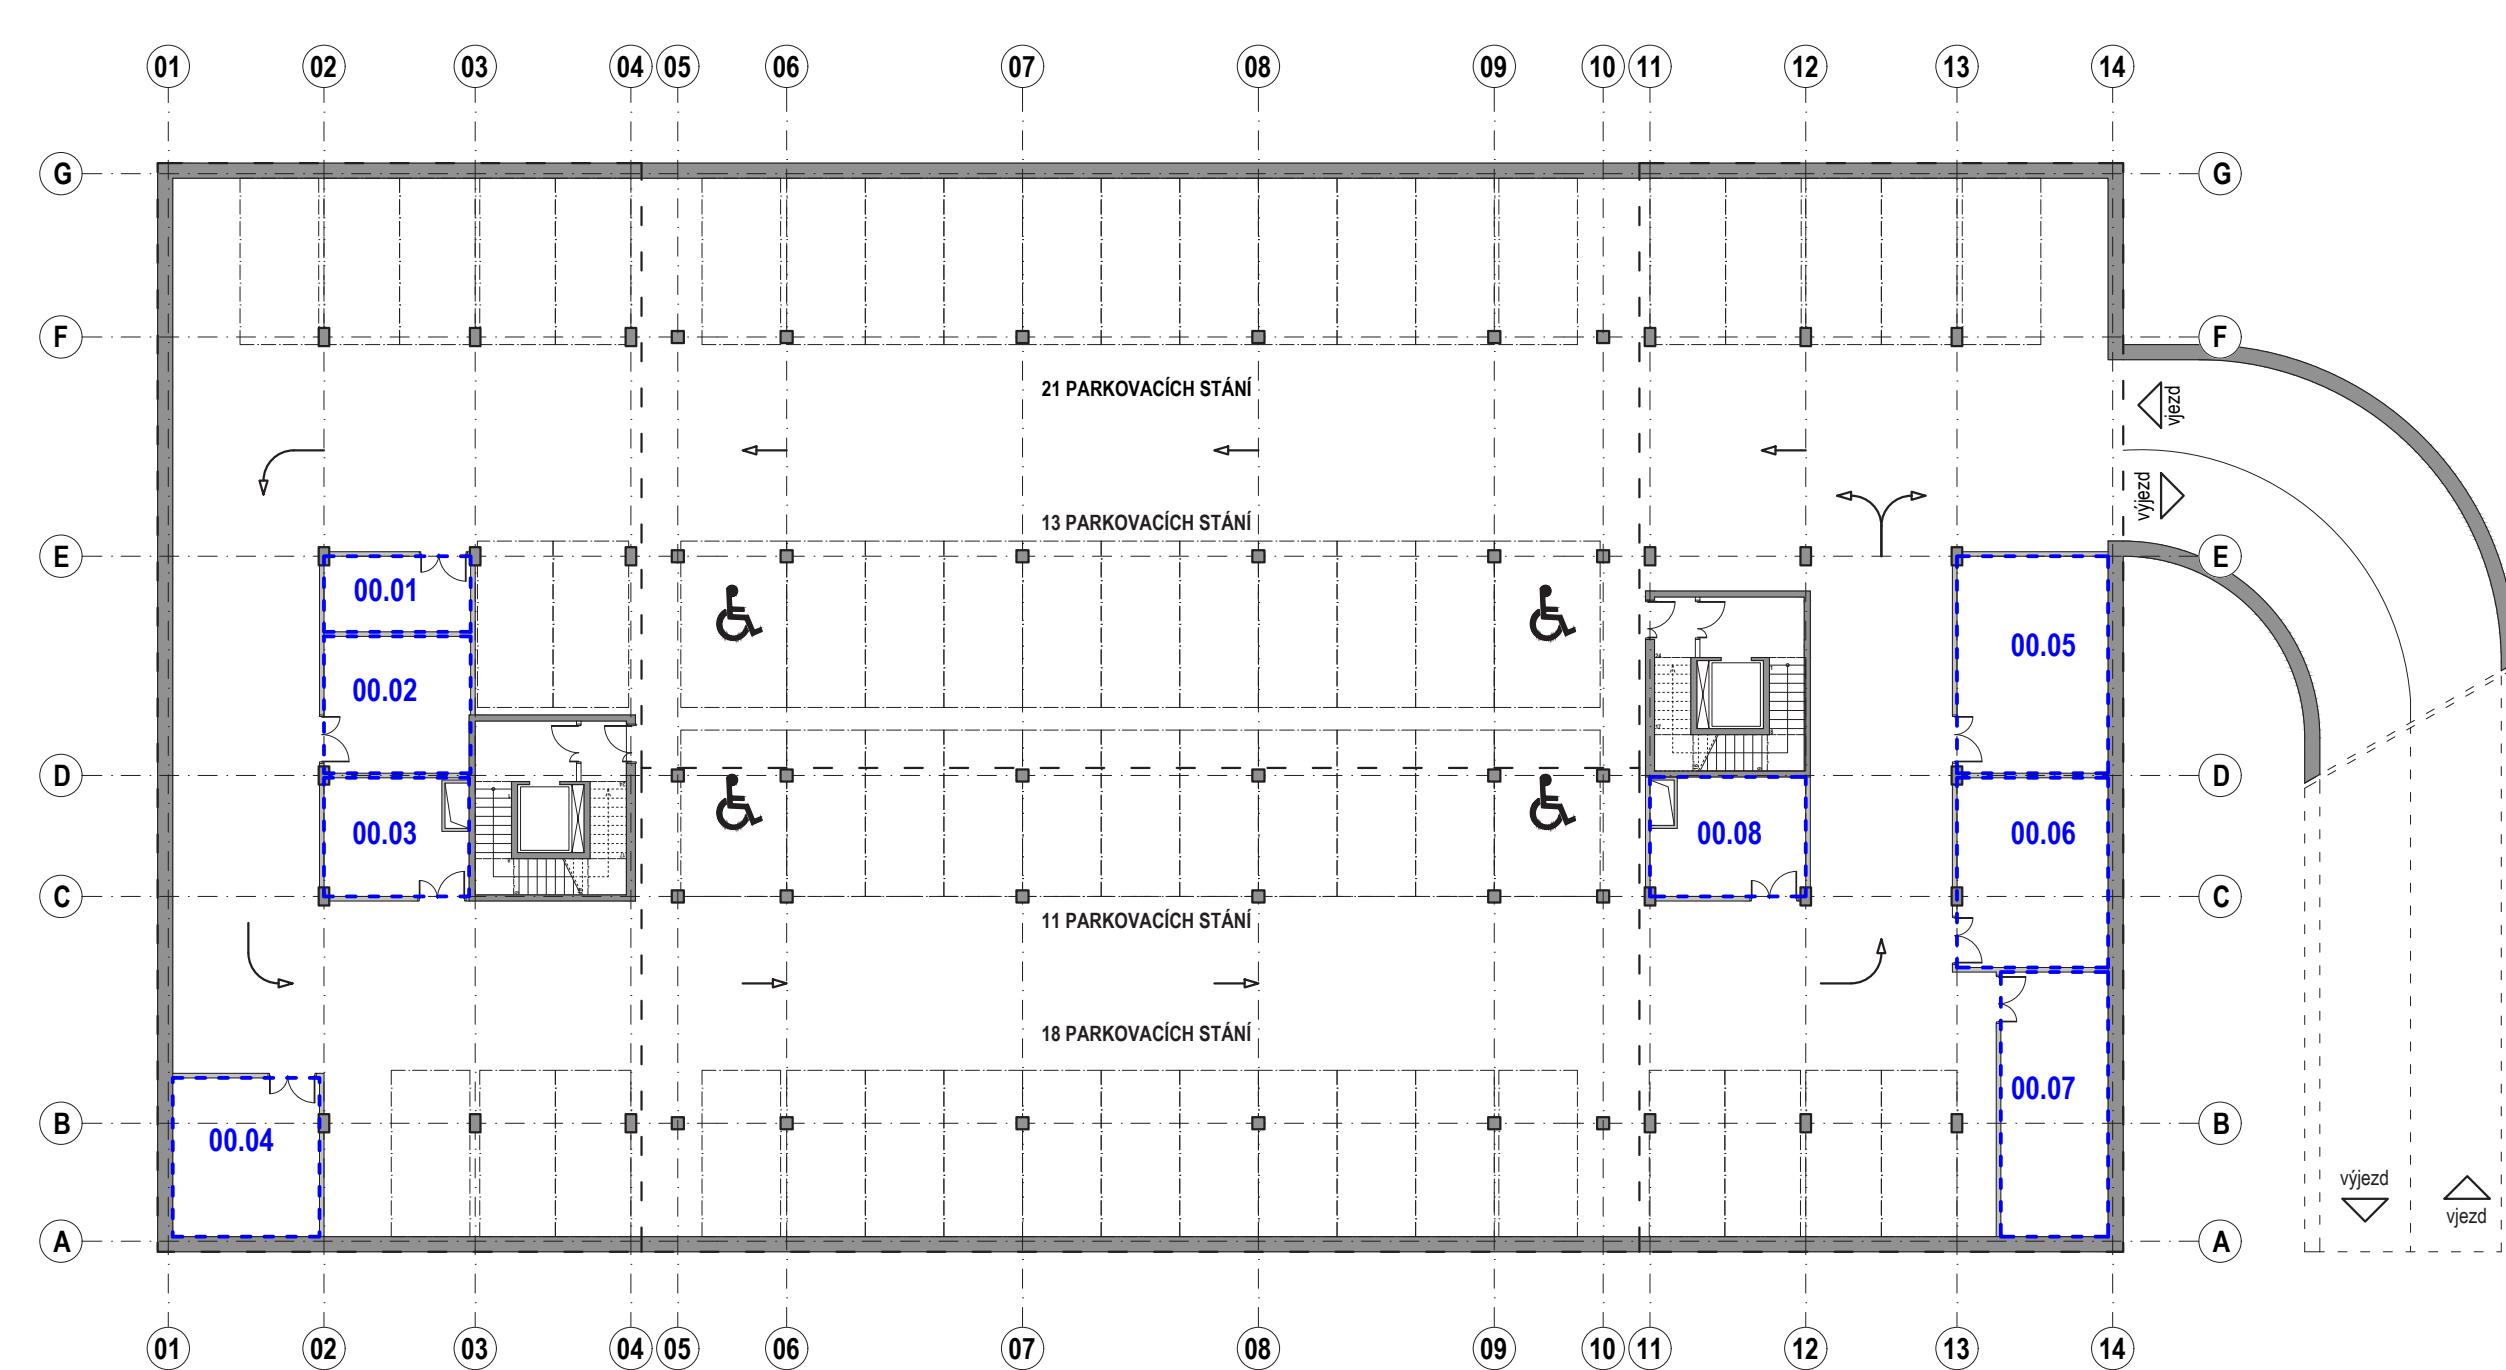 01 02 03 04 05 06 07 08 09 10 11 12 13 14
G G
F F
21 PARKOVACÍCH STÁNÍ
vjezd
výjezd
13 PARKOVACÍCH STÁNÍ
E E
00.01
00.05
00.02
D D
00.03 00.08 00.06
C C
11 PARKOVACÍCH STÁNÍ
18 PARKOVACÍCH STÁNÍ
00.07
B B
00.04
výjezd
vjezd
A A
01 02 03 04 05 06 07 08 09 10 11 12 13 14